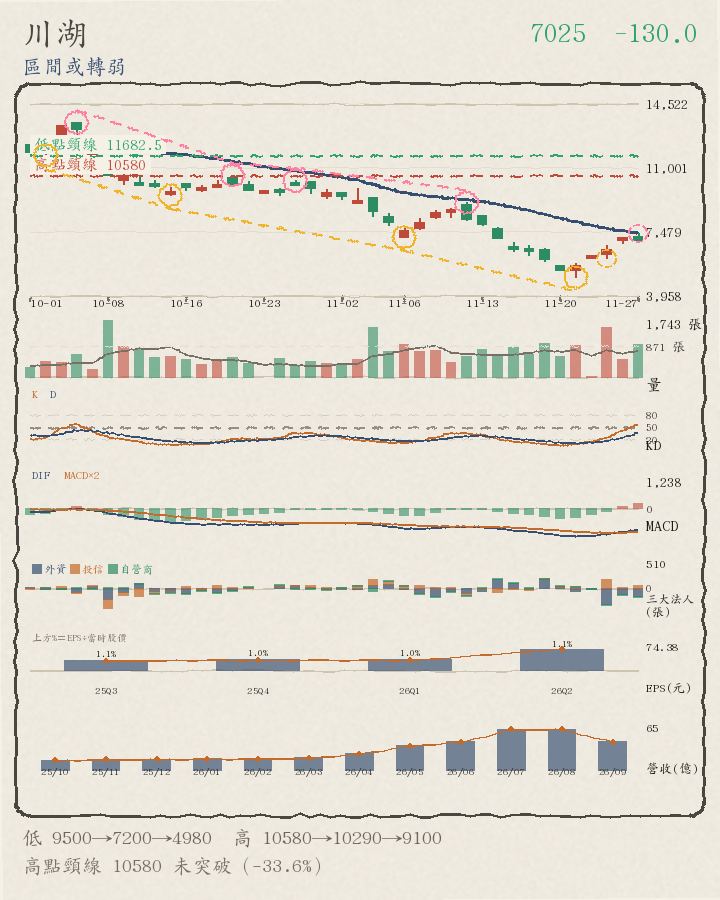 川湖
7025 -130.0
區間或轉弱
14,522
低點頸線 11682.5
高點頸線 10580
11,001
7,479
3,958
10-01 10-08 10-16 10-23 11-02 11-06 11-13 11-20 11-27
1,743 張
871 張
量
K D
80
50
20
KD
DIF MACD×2
1,238
0
MACD
外資 投信 自營商
510
0
三大法人
(張)
上方%=EPS÷當時股價
1.1% 1.0% 1.0% 1.1%
74.38
25Q3 25Q4 26Q1 26Q2
EPS(元)
65
25/10 25/11 25/12 26/01 26/02 26/03 26/04 26/05 26/06 26/07 26/08 26/09
營收(億)
低 9500→7200→4980 高 10580→10290→9100
高點頸線 10580 未突破 (-33.6%)